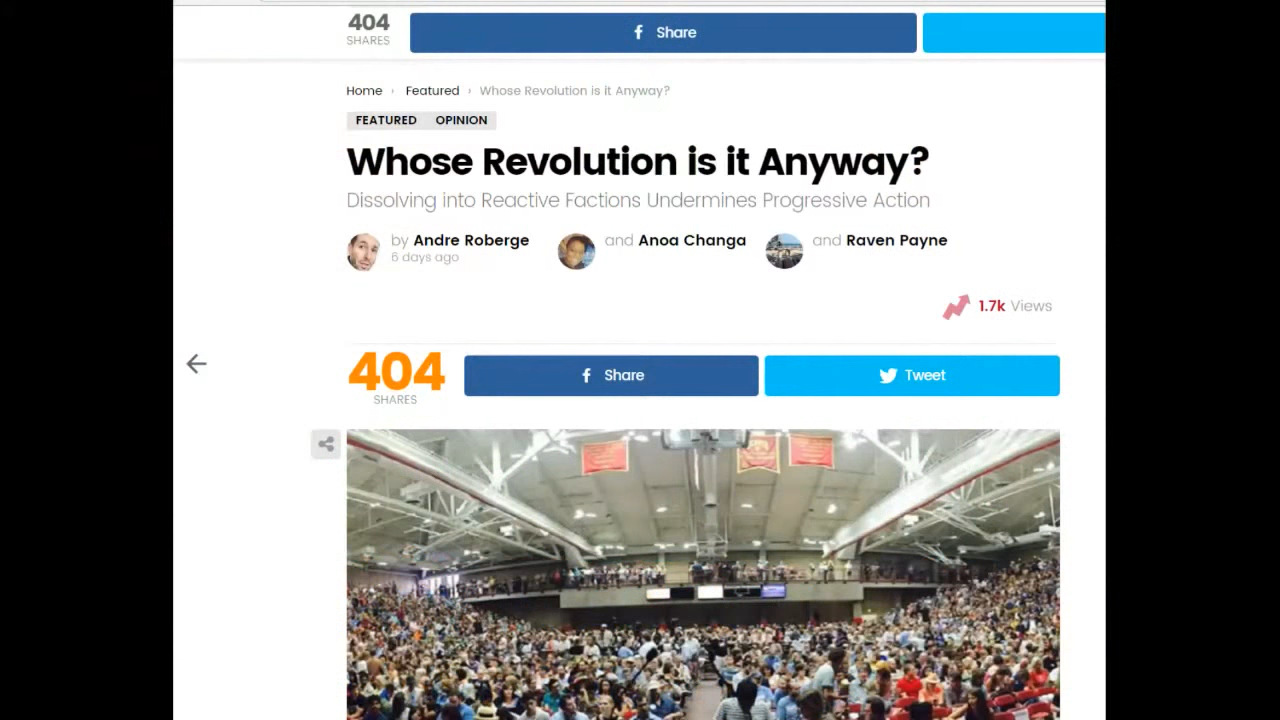 404
SHARES
Share
Home › Featured › Whose Revolution is it Anyway?
FEATURED OPINION
Whose Revolution is it Anyway?
Dissolving into Reactive Factions Undermines Progressive Action
by Andre Roberge and Anoa Changa and Raven Payne
6 days ago
1.7k Views
404
SHARES
Share
Tweet